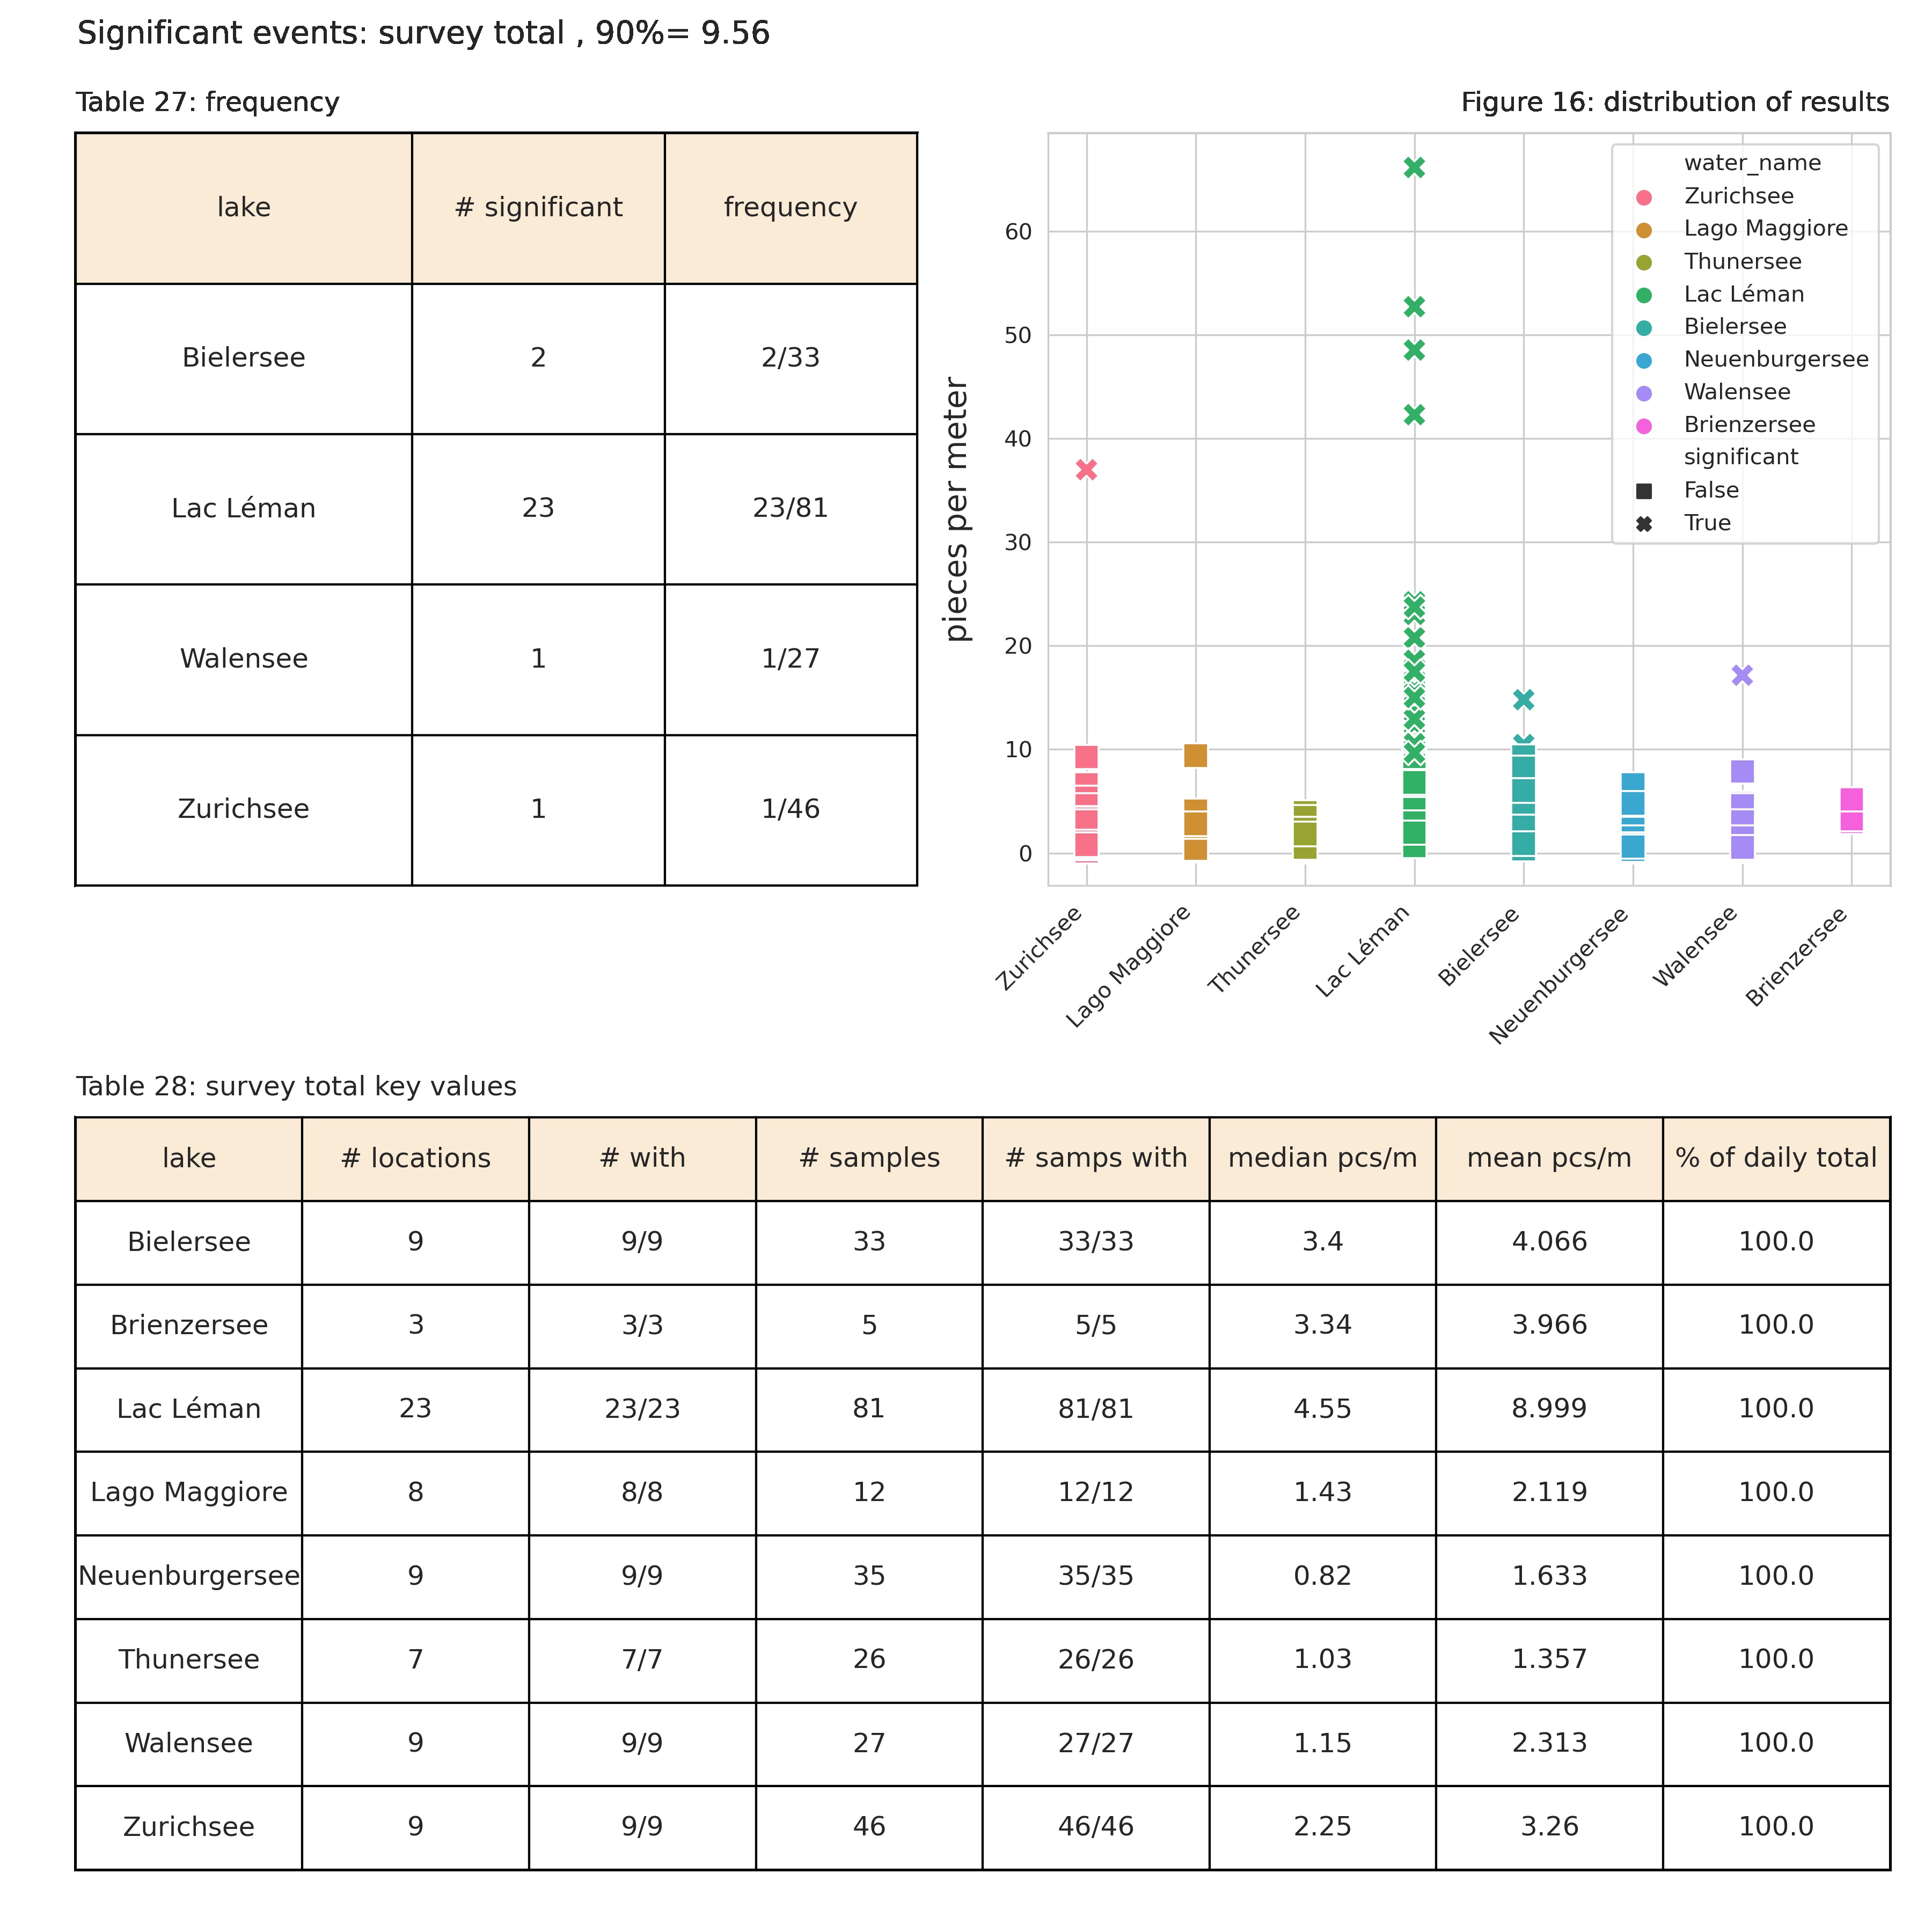 Significant events: survey total , 90%= 9.56
Table 27: frequency
lake # significant frequency
Bielersee 2 2/33
Lac Léman 23 23/81
Walensee 1 1/27
Zurichsee 1 1/46
Figure 16: distribution of results
pieces per meter
60
50
40
30
20
10
0
water_name
Zurichsee
Lago Maggiore
Thunersee
Lac Léman
Bielersee
Neuenburgersee
Walensee
Brienzersee
significant
False
True
Zurichsee
Lago Maggiore
Thunersee
Lac Léman
Bielersee
Neuenburgersee
Walensee
Brienzersee
Table 28: survey total key values
lake # locations # with # samples # samps with median pcs/m mean pcs/m % of daily total
Bielersee 9 9/9 33 33/33 3.4 4.066 100.0
Brienzersee 3 3/3 5 5/5 3.34 3.966 100.0
Lac Léman 23 23/23 81 81/81 4.55 8.999 100.0
Lago Maggiore 8 8/8 12 12/12 1.43 2.119 100.0
Neuenburgersee 9 9/9 35 35/35 0.82 1.633 100.0
Thunersee 7 7/7 26 26/26 1.03 1.357 100.0
Walensee 9 9/9 27 27/27 1.15 2.313 100.0
Zurichsee 9 9/9 46 46/46 2.25 3.26 100.0